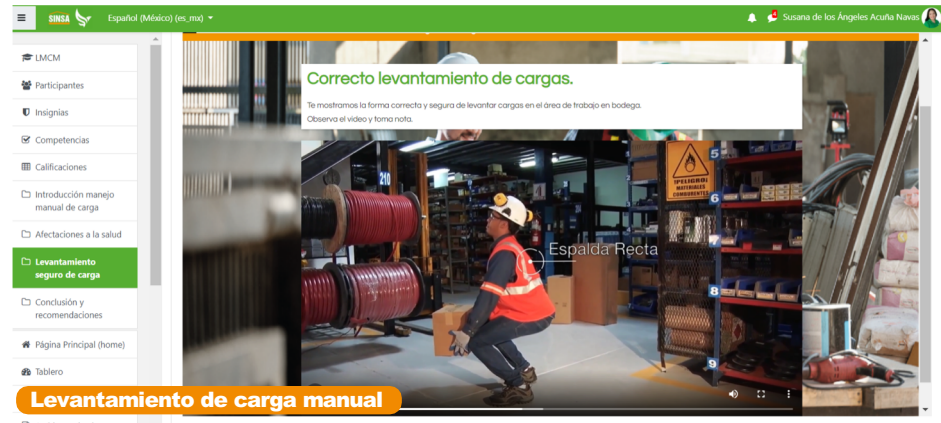 SINSA
Español (México) (es_mx)
4
Susana de los Ángeles Acuña Navas
LMCM
Participantes
Insignias
Competencias
Calificaciones
Introducción manejo
manual de carga
Afectaciones a la salud
Levantamiento
seguro de carga
Conclusión y
recomendaciones
Página Principal (home)
Tablero
Correcto levantamiento de cargas.
Te mostramos la forma correcta y segura de levantar cargas en el área de trabajo en bodega.
Observa el video y toma nota.
210
5
¡PELIGRO!
MATERIALES
COMBURENTES
6
7
8
9
Espalda Recta
Levantamiento de carga manual